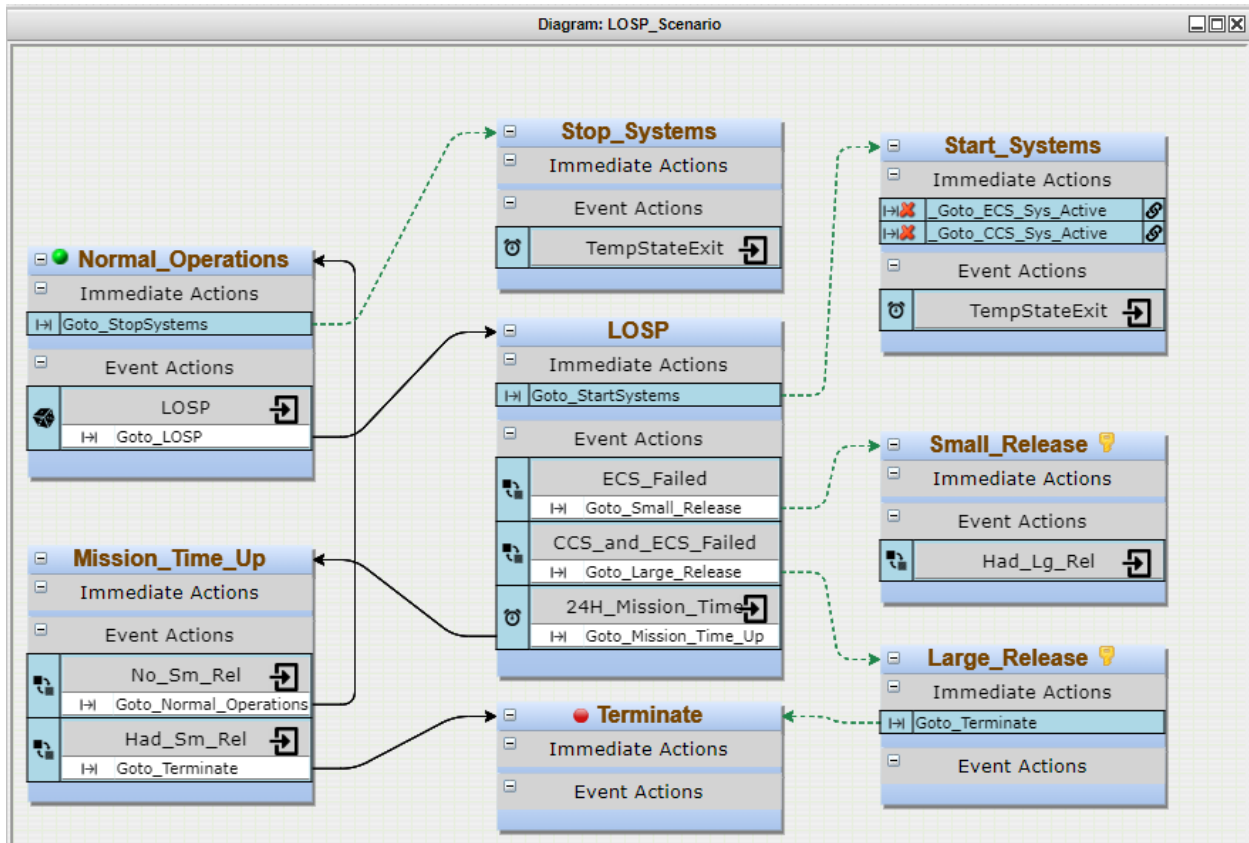 Diagram: LOSP_Scenario
Normal_Operations
Immediate Actions
Goto_StopSystems
Event Actions
LOSP
Goto_LOSP
Mission_Time_Up
Immediate Actions
Event Actions
No_Sm_Rel
Goto_Normal_Operations
Had_Sm_Rel
Goto_Terminate
Stop_Systems
Immediate Actions
Event Actions
TempStateExit
LOSP
Immediate Actions
Goto_StartSystems
Event Actions
ECS_Failed
Goto_Small_Release
CCS_and_ECS_Failed
Goto_Large_Release
24H_Mission_Time
Goto_Mission_Time_Up
Terminate
Immediate Actions
Event Actions
Start_Systems
Immediate Actions
_Goto_ECS_Sys_Active
_Goto_CCS_Sys_Active
Event Actions
TempStateExit
Small_Release
Immediate Actions
Event Actions
Had_Lg_Rel
Large_Release
Immediate Actions
Goto_Terminate
Event Actions